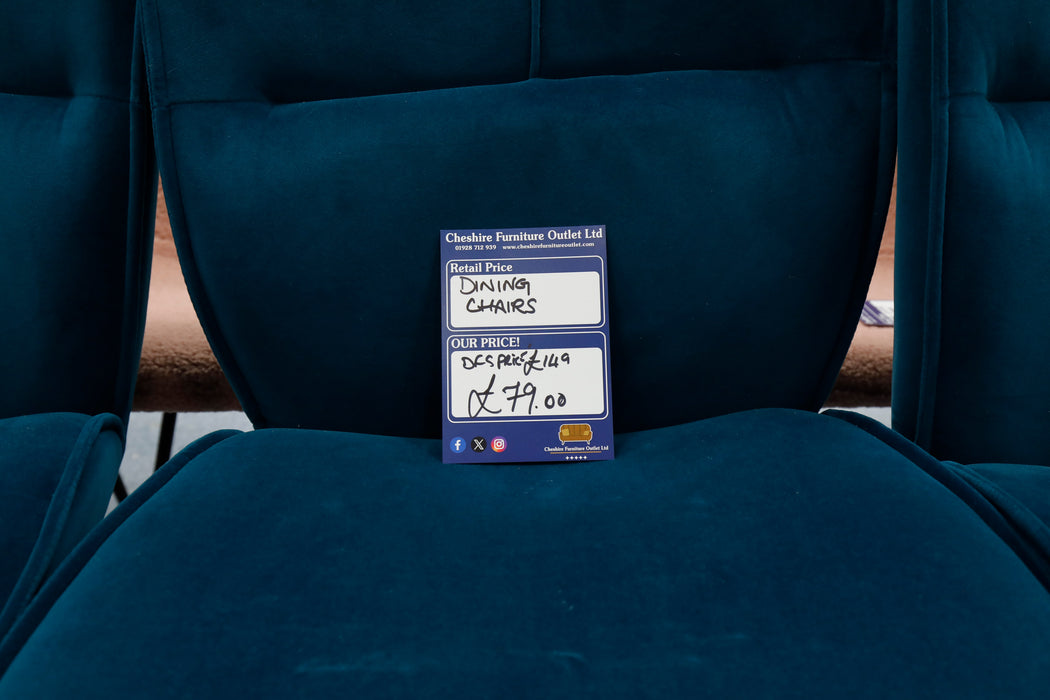 Cheshire Furniture Outlet Ltd
01928 712 939 www.cheshirefurnitureoutlet.com
Retail Price
DINING
CHAIRS
OUR PRICE!
DFS PRICE £149
£79.00
Cheshire Furniture Outlet Ltd